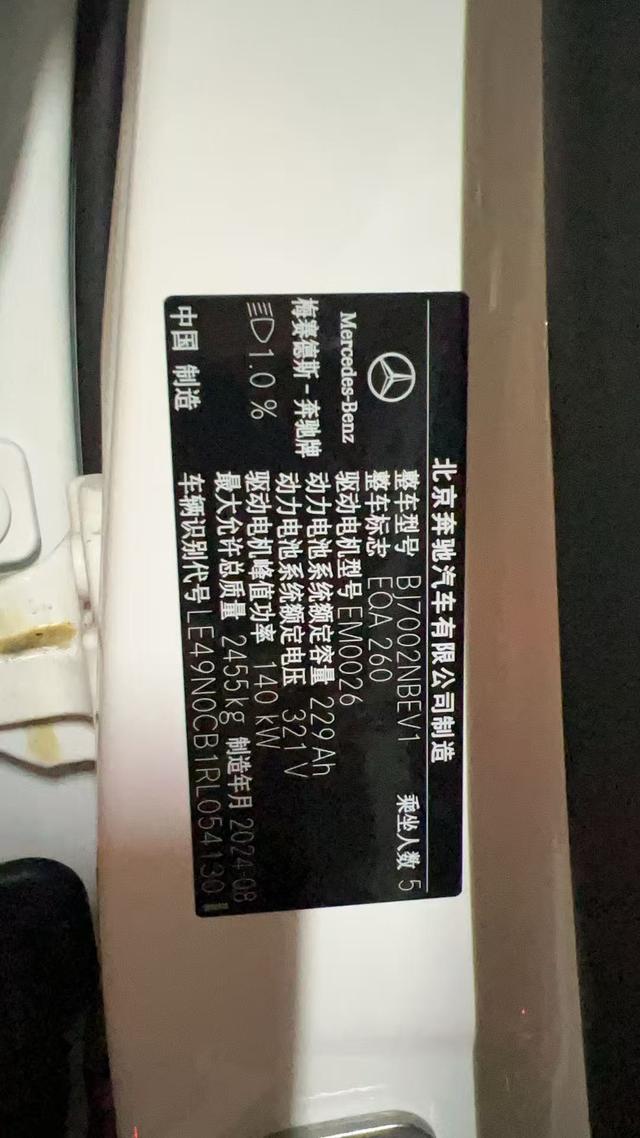 北京奔驰汽车有限公司制造
Mercedes-Benz
梅赛德斯-奔驰牌
1.0 %
中国 制造
整车型号 BJ7002NBEV1 乘坐人数 5
整车标志 EQA 260
驱动电机型号 EM0026
动力电池系统额定容量 229Ah
动力电池系统额定电压 321V
驱动电机峰值功率 140 kW
最大允许总质量 2455kg 制造年月 2024-08
车辆识别代号 LE49N0CB1RL054130